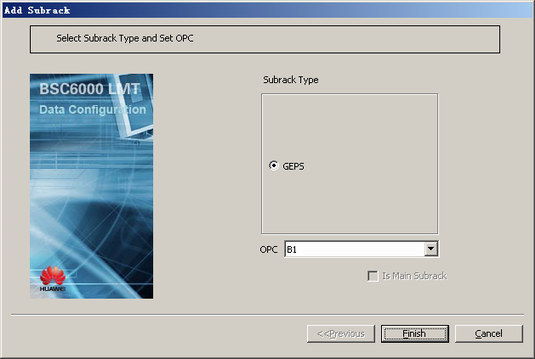 Add Subrack
Select Subrack Type and Set OPC
BSC6000 LMT
Data Configuration
HUAWEI
Subrack Type
GEPS
OPC B1
Is Main Subrack
<<Previous Finish Cancel